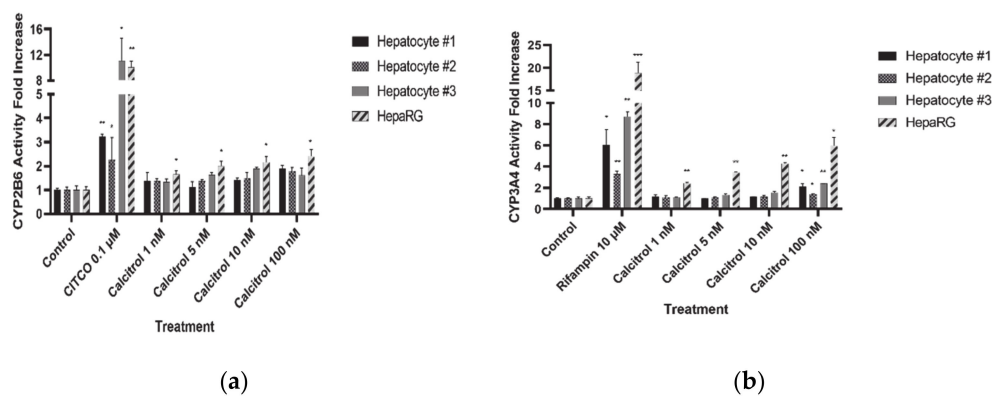 CYP2B6 Activity Fold Increase
16
12
8
5
4
3
2
1
0
* **
** *
* * * *
Control
CITCO 0.1 µM
Calcitrol 1 nM
Calcitrol 5 nM
Calcitrol 10 nM
Calcitrol 100 nM
Treatment
Hepatocyte #1
Hepatocyte #2
Hepatocyte #3
HepaRG
(a)
CYP3A4 Activity Fold Increase
25
20
15
10
8
6
4
2
0
***
* ** **
** ** ** * * ** *
Control
Rifampin 10 µM
Calcitrol 1 nM
Calcitrol 5 nM
Calcitrol 10 nM
Calcitrol 100 nM
Treatment
Hepatocyte #1
Hepatocyte #2
Hepatocyte #3
HepaRG
(b)